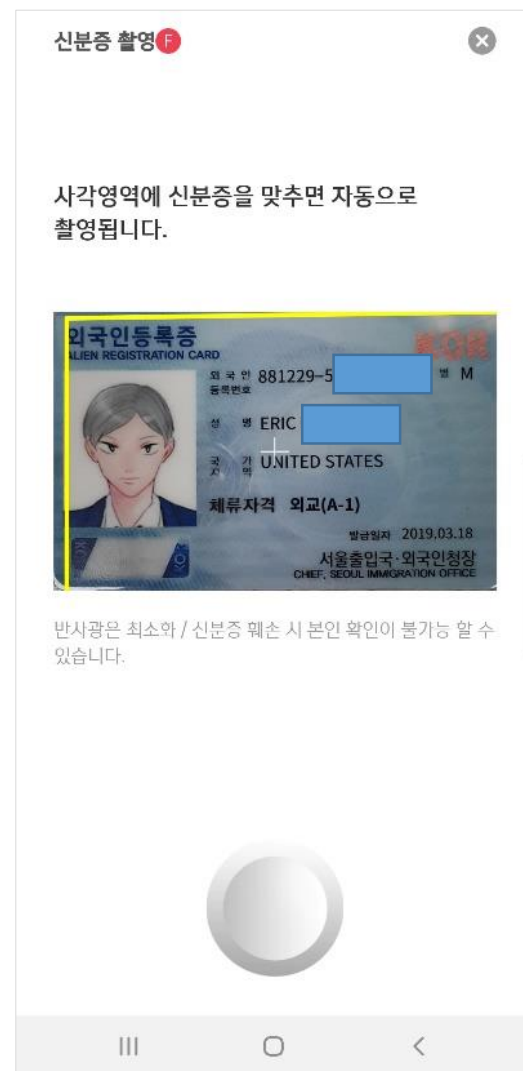 신분증 촬영 F
사각영역에 신분증을 맞추면 자동으로
촬영됩니다.
외국인등록증
ALIEN REGISTRATION CARD
KOR
외국인등록번호 881229-5
성별 M
성명 ERIC
국가지역 UNITED STATES
체류자격 외교(A-1)
발급일자 2019.03.18
서울출입국·외국인청장
CHIEF, SEOUL IMMIGRATION OFFICE
KOR
반사광은 최소화 / 신분증 훼손 시 본인 확인이 불가능 할 수
있습니다.